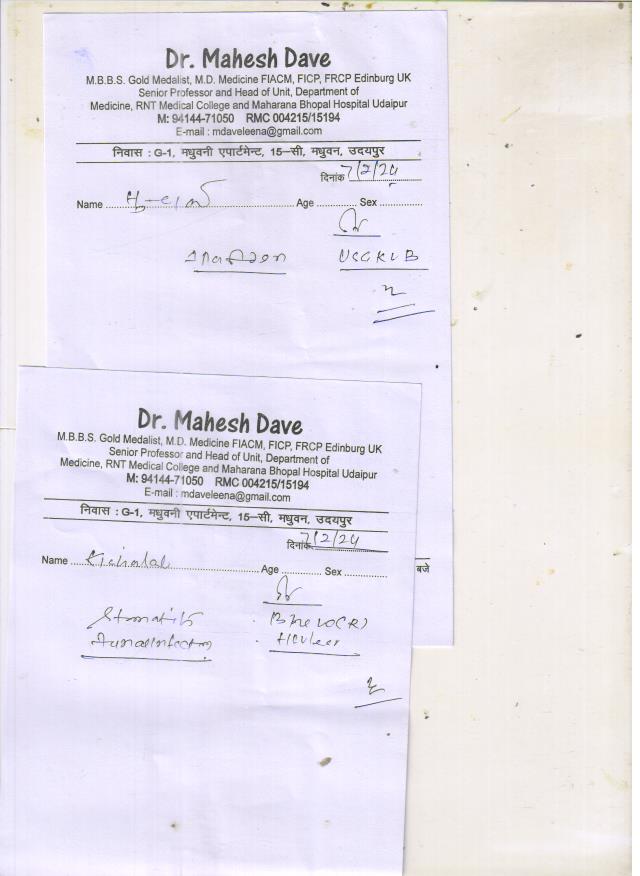 Dr. Mahesh Dave
M.B.B.S. Gold Medalist, M.D. Medicine FIACM, FICP, FRCP Edinburg UK
Senior Professor and Head of Unit, Department of
Medicine, RNT Medical College and Maharana Bhopal Hospital Udaipur
M: 94144-71050 RMC 004215/15194
E-mail : mdaveleena@gmail.com
निवास : G-1, मधुवनी एपार्टमेन्ट, 15–सी, मधुवन, उदयपुर
दिनांक 7/2/24
Name Age Sex
USG KUB
Dr. Mahesh Dave
M.B.B.S. Gold Medalist, M.D. Medicine FIACM, FICP, FRCP Edinburg UK
Senior Professor and Head of Unit, Department of
Medicine, RNT Medical College and Maharana Bhopal Hospital Udaipur
M: 94144-71050 RMC 004215/15194
E-mail : mdaveleena@gmail.com
निवास : G-1, मधुवनी एपार्टमेन्ट, 15–सी, मधुवन, उदयपुर
दिनांक 7/2/24
Name Age Sex
बजे